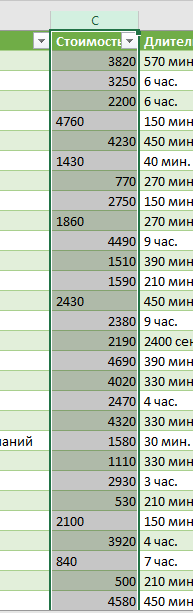 C
Стоимость Длител
3820 570 мин
3250 6 час.
2200 6 час.
4760 150 мин
4230 450 мин
1430 40 мин.
770 270 мин
2750 150 мин
1860 270 мин
4490 9 час.
1510 390 мин
1590 210 мин
2430 450 мин
2380 9 час.
2190 2400 сек
4690 390 мин
4020 330 мин
2470 4 час.
4320 330 мин
маний 1580 30 мин.
1110 330 мин
2930 3 час.
530 210 мин
2100 150 мин
3920 4 час.
840 7 час.
500 210 мин
4580 450 мин